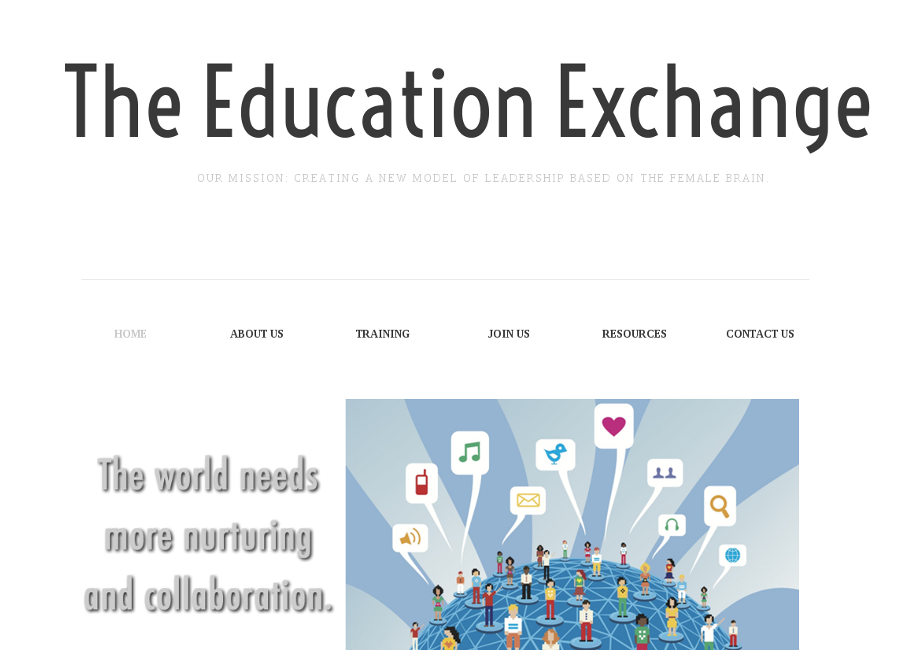 The Education Exchange
OUR MISSION: CREATING A NEW MODEL OF LEADERSHIP BASED ON THE FEMALE BRAIN.
HOME ABOUT US TRAINING JOIN US RESOURCES CONTACT US
The world needs
more nurturing
and collaboration.